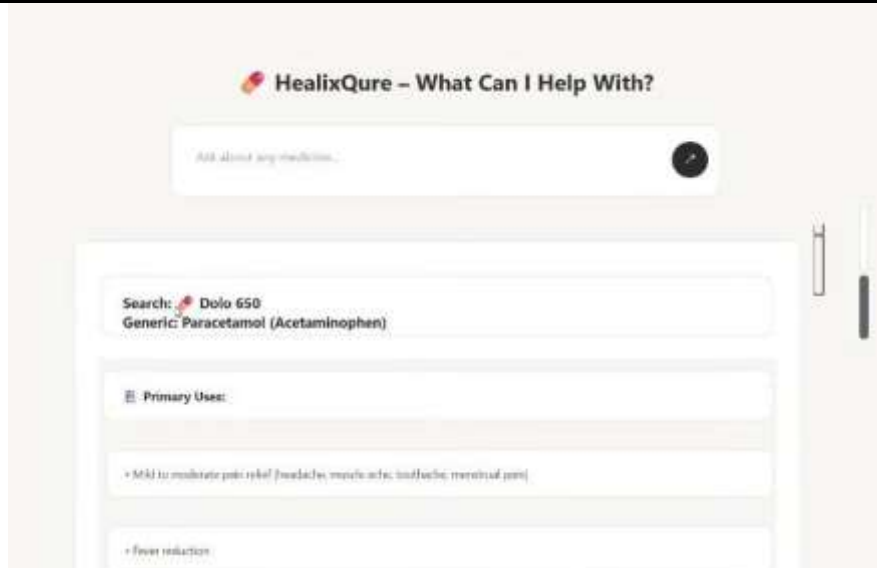 HealixQure – What Can I Help With?
Ask about any medicine...
Search: Dolo 650
Generic: Paracetamol (Acetaminophen)
Primary Uses:
• Mild to moderate pain relief (headache, muscle ache, toothache, menstrual pain)
• Fever reduction